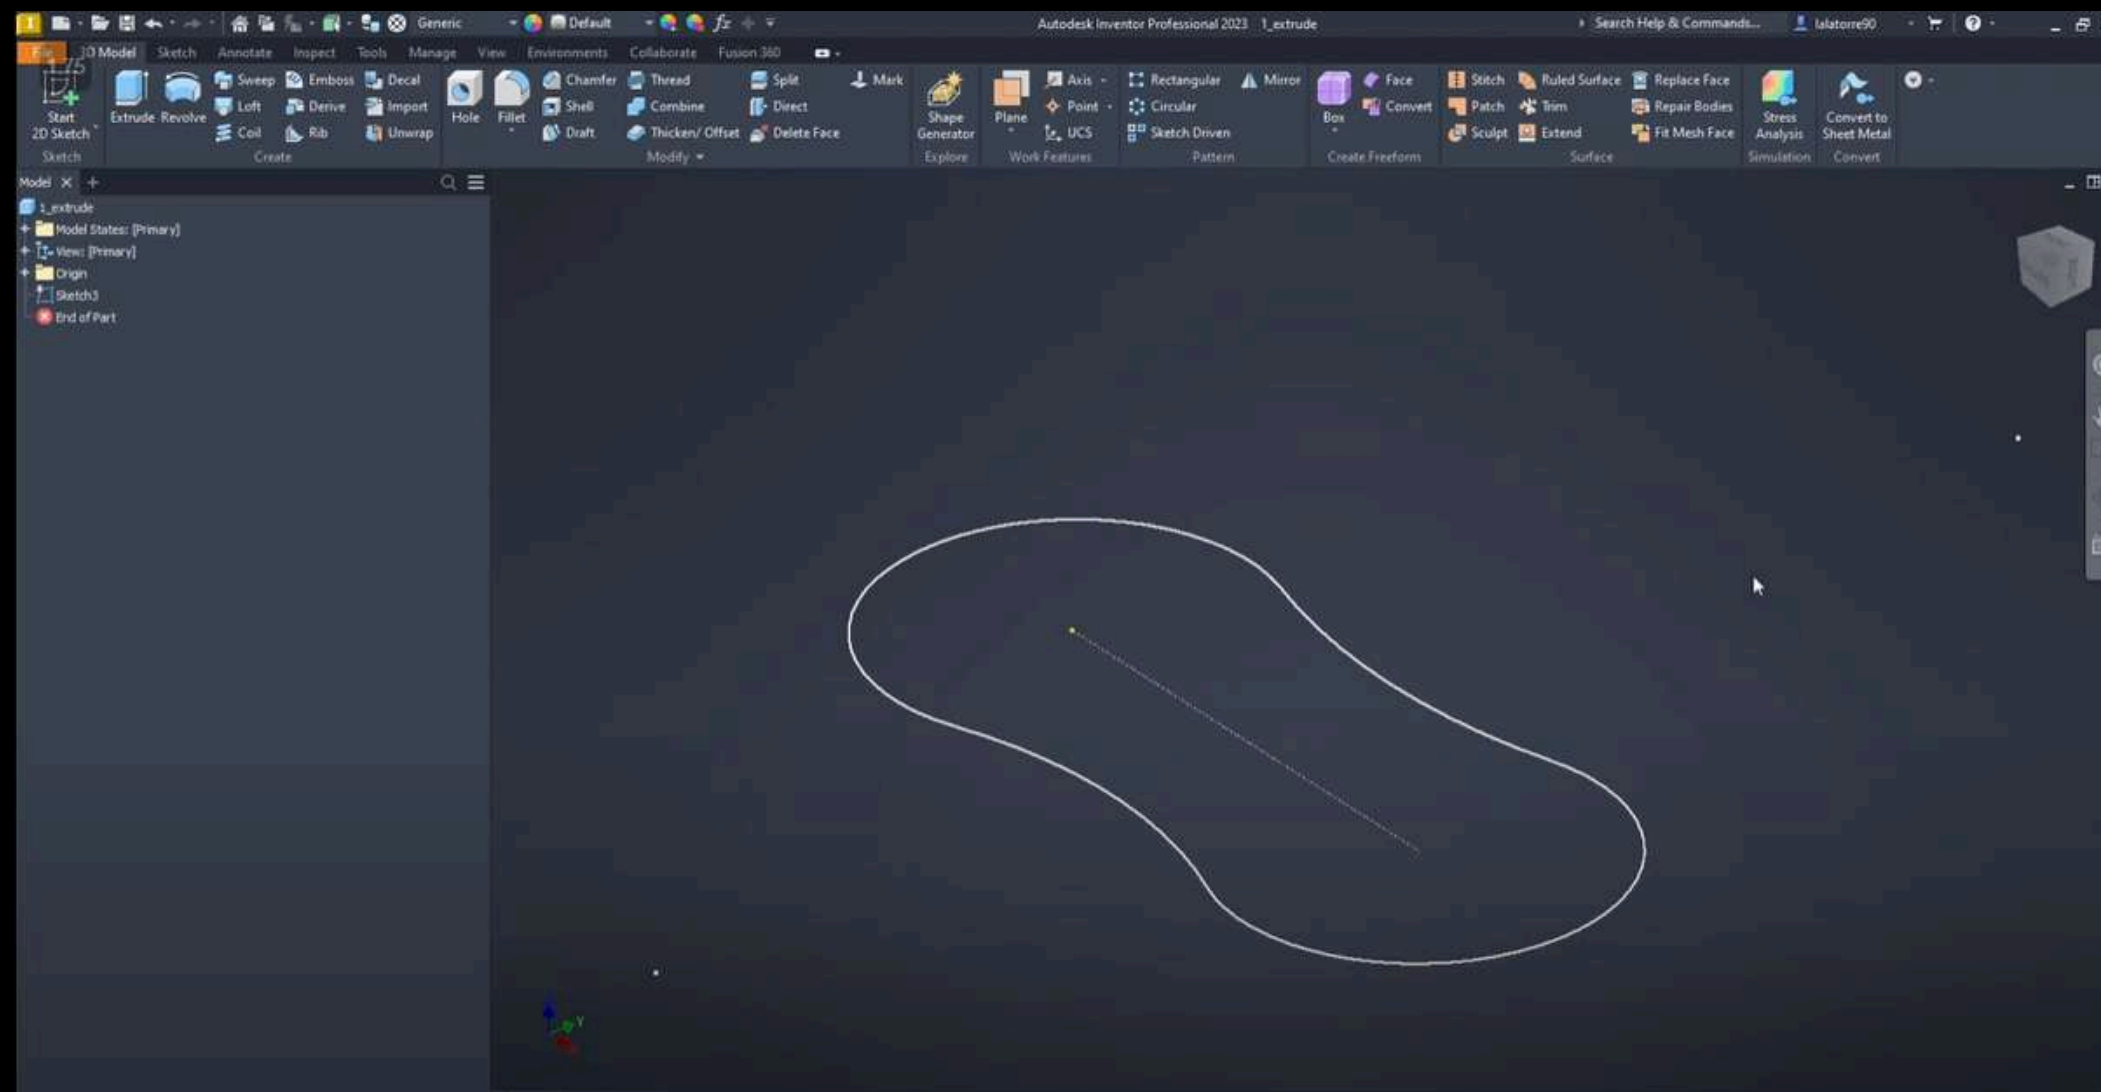 Generic Default fx Autodesk Inventor Professional 2023 1_extrude Search Help & Commands... lalatorre90
3D Model Sketch Annotate Inspect Tools Manage View Environments Collaborate Fusion 360
Start 2D Sketch
Extrude Revolve
Sweep Emboss Decal
Loft Derive Import
Coil Rib Unwrap
Hole Fillet
Chamfer Thread Split Mark
Shell Combine Direct
Draft Thicken/ Offset Delete Face
Shape Generator
Plane
Axis
Point
UCS
Rectangular Mirror
Circular
Sketch Driven
Box
Face
Convert
Stitch Ruled Surface Replace Face
Patch Trim Repair Bodies
Sculpt Extend Fit Mesh Face
Stress Analysis
Convert to Sheet Metal
Sketch Create Modify Explore Work Features Pattern Create Freeform Surface Simulation Convert
Model
1_extrude
Model States: [Primary]
View: [Primary]
Origin
Sketch3
End of Part
Y